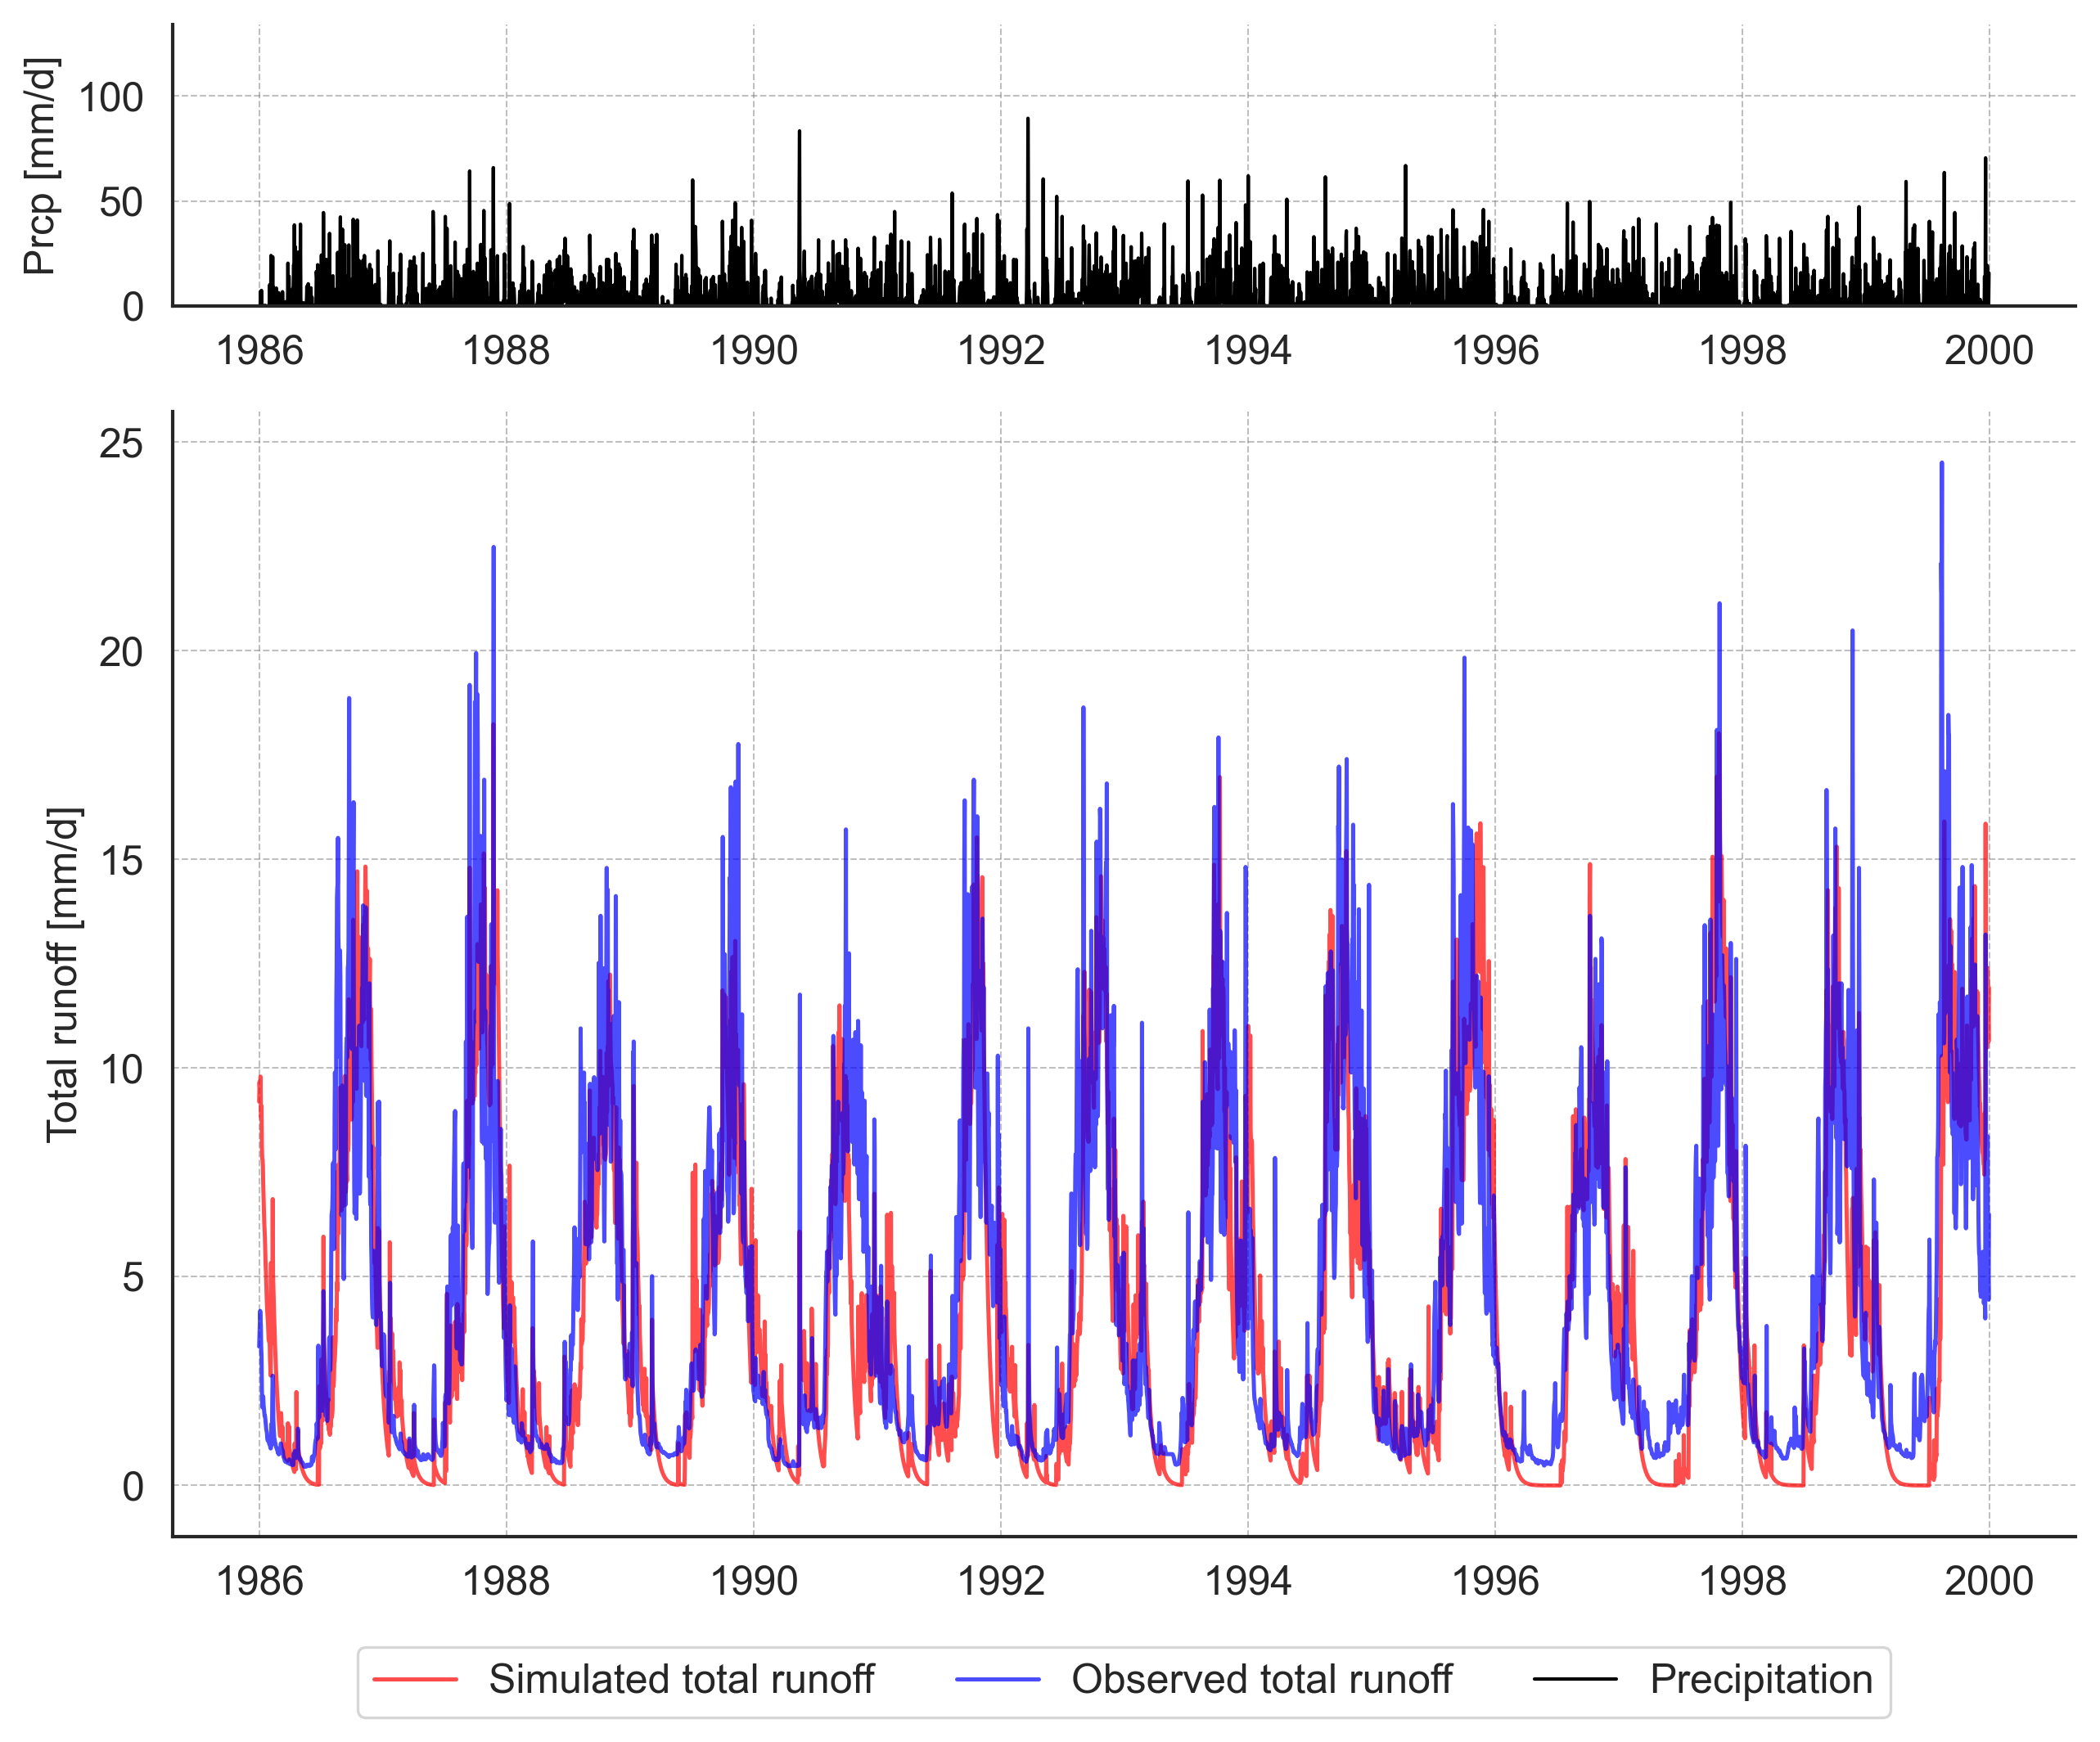 Prcp [mm/d]
100
50
0
1986 1988 1990 1992 1994 1996 1998 2000
Total runoff [mm/d]
25
20
15
10
5
0
1986 1988 1990 1992 1994 1996 1998 2000
Simulated total runoff Observed total runoff Precipitation